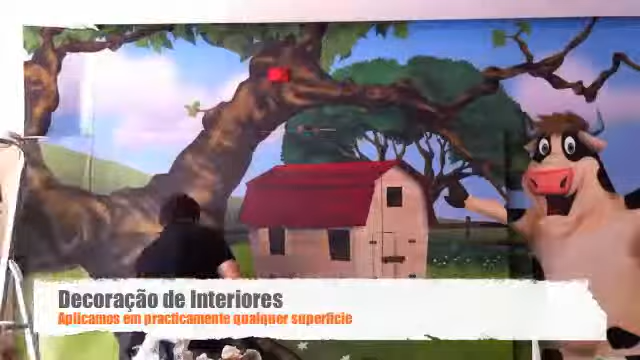 Decoração de Interiores
Aplicamos em practicamente qualquer superficie